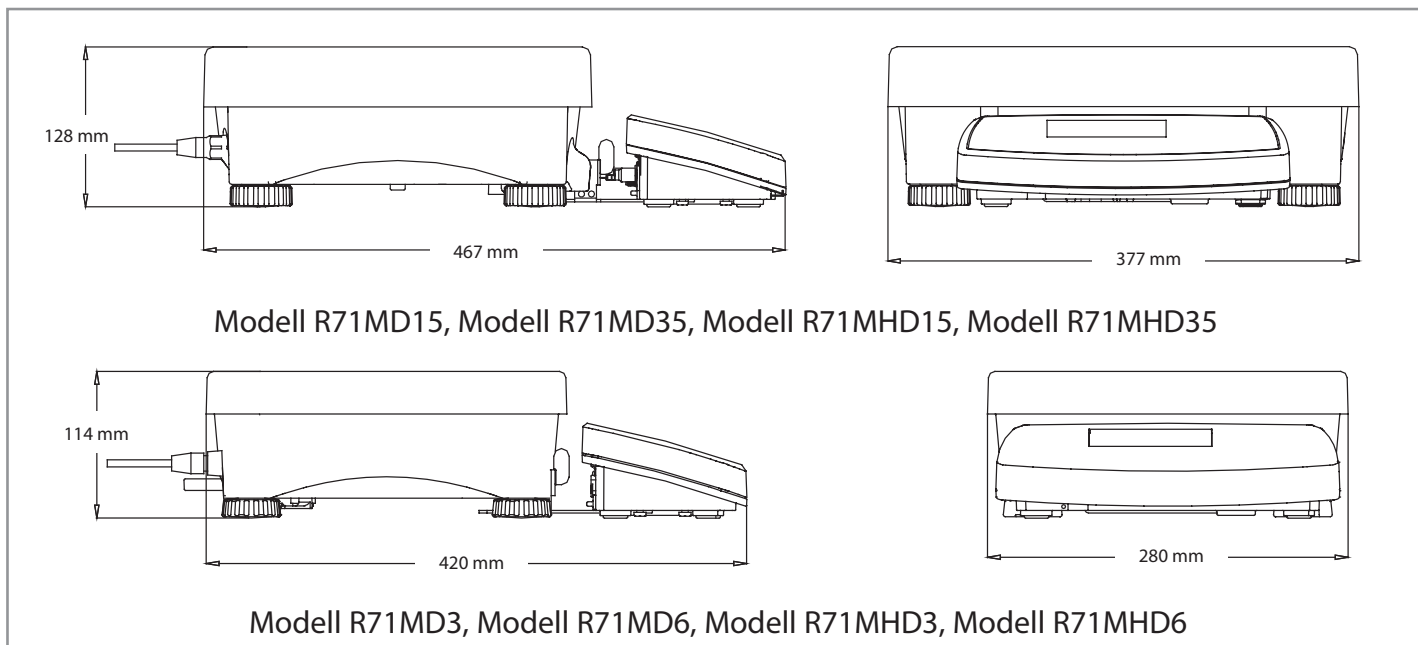 128 mm
467 mm
377 mm
Modell R71MD15, Modell R71MD35, Modell R71MHD15, Modell R71MHD35
114 mm
420 mm
280 mm
Modell R71MD3, Modell R71MD6, Modell R71MHD3, Modell R71MHD6